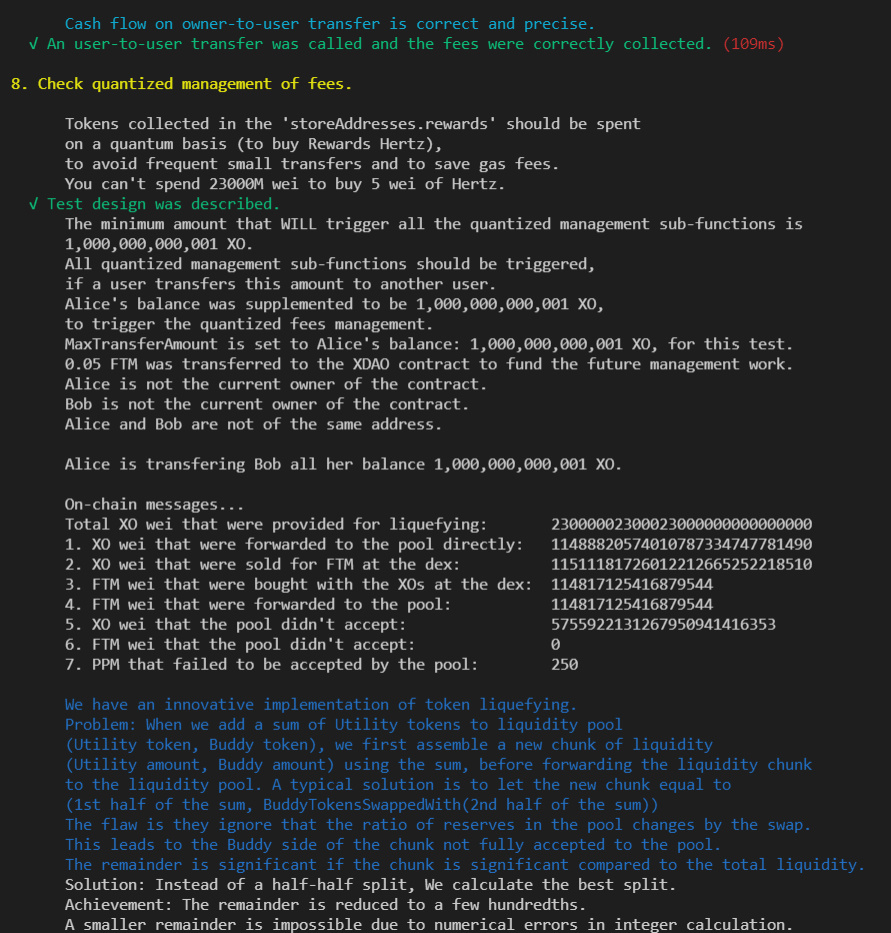 Cash flow on owner-to-user transfer is correct and precise.
√ An user-to-user transfer was called and the fees were correctly collected. (109ms)
8. Check quantized management of fees.
Tokens collected in the 'storeAddresses.rewards' should be spent
on a quantum basis (to buy Rewards Hertz),
to avoid frequent small transfers and to save gas fees.
You can't spend 23000M wei to buy 5 wei of Hertz.
√ Test design was described.
The minimum amount that WILL trigger all the quantized management sub-functions is
1,000,000,000,001 XO.
All quantized management sub-functions should be triggered,
if a user transfers this amount to another user.
Alice's balance was supplemented to be 1,000,000,000,001 XO,
to trigger the quantized fees management.
MaxTransferAmount is set to Alice's balance: 1,000,000,000,001 XO, for this test.
0.05 FTM was transferred to the XDAO contract to fund the future management work.
Alice is not the current owner of the contract.
Bob is not the current owner of the contract.
Alice and Bob are not of the same address.
Alice is transfering Bob all her balance 1,000,000,000,001 XO.
On-chain messages...
Total XO wei that were provided for liquefying: 23000002300023000000000000000
1. XO wei that were forwarded to the pool directly: 11488820574010787334747781490
2. XO wei that were sold for FTM at the dex: 11511181726012212665252218510
3. FTM wei that were bought with the XOs at the dex: 114817125416879544
4. FTM wei that were forwarded to the pool: 114817125416879544
5. XO wei that the pool didn't accept: 5755922131267950941416353
6. FTM wei that the pool didn't accept: 0
7. PPM that failed to be accepted by the pool: 250
We have an innovative implementation of token liquefying.
Problem: When we add a sum of Utility tokens to liquidity pool
(Utility token, Buddy token), we first assemble a new chunk of liquidity
(Utility amount, Buddy amount) using the sum, before forwarding the liquidity chunk
to the liquidity pool. A typical solution is to let the new chunk equal to
(1st half of the sum, BuddyTokensSwappedWith(2nd half of the sum))
The flaw is they ignore that the ratio of reserves in the pool changes by the swap.
This leads to the Buddy side of the chunk not fully accepted to the pool.
The remainder is significant if the chunk is significant compared to the total liquidity.
Solution: Instead of a half-half split, We calculate the best split.
Achievement: The remainder is reduced to a few hundredths.
A smaller remainder is impossible due to numerical errors in integer calculation.